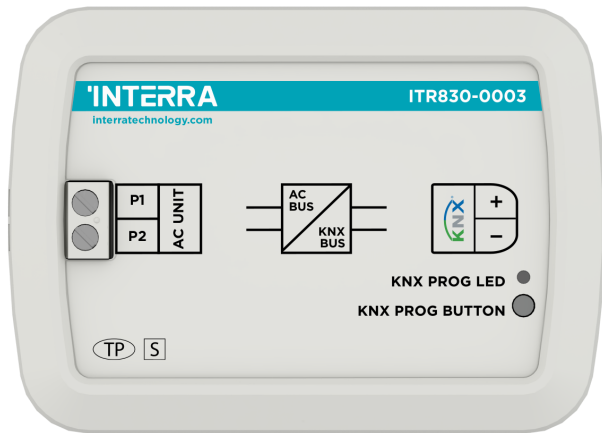 INTERRA
ITR830-0003
interratechnology.com
P1
P2
AC UNIT
AC
BUS
KNX
BUS
KNX
+
−
KNX PROG LED
KNX PROG BUTTON
TP
S